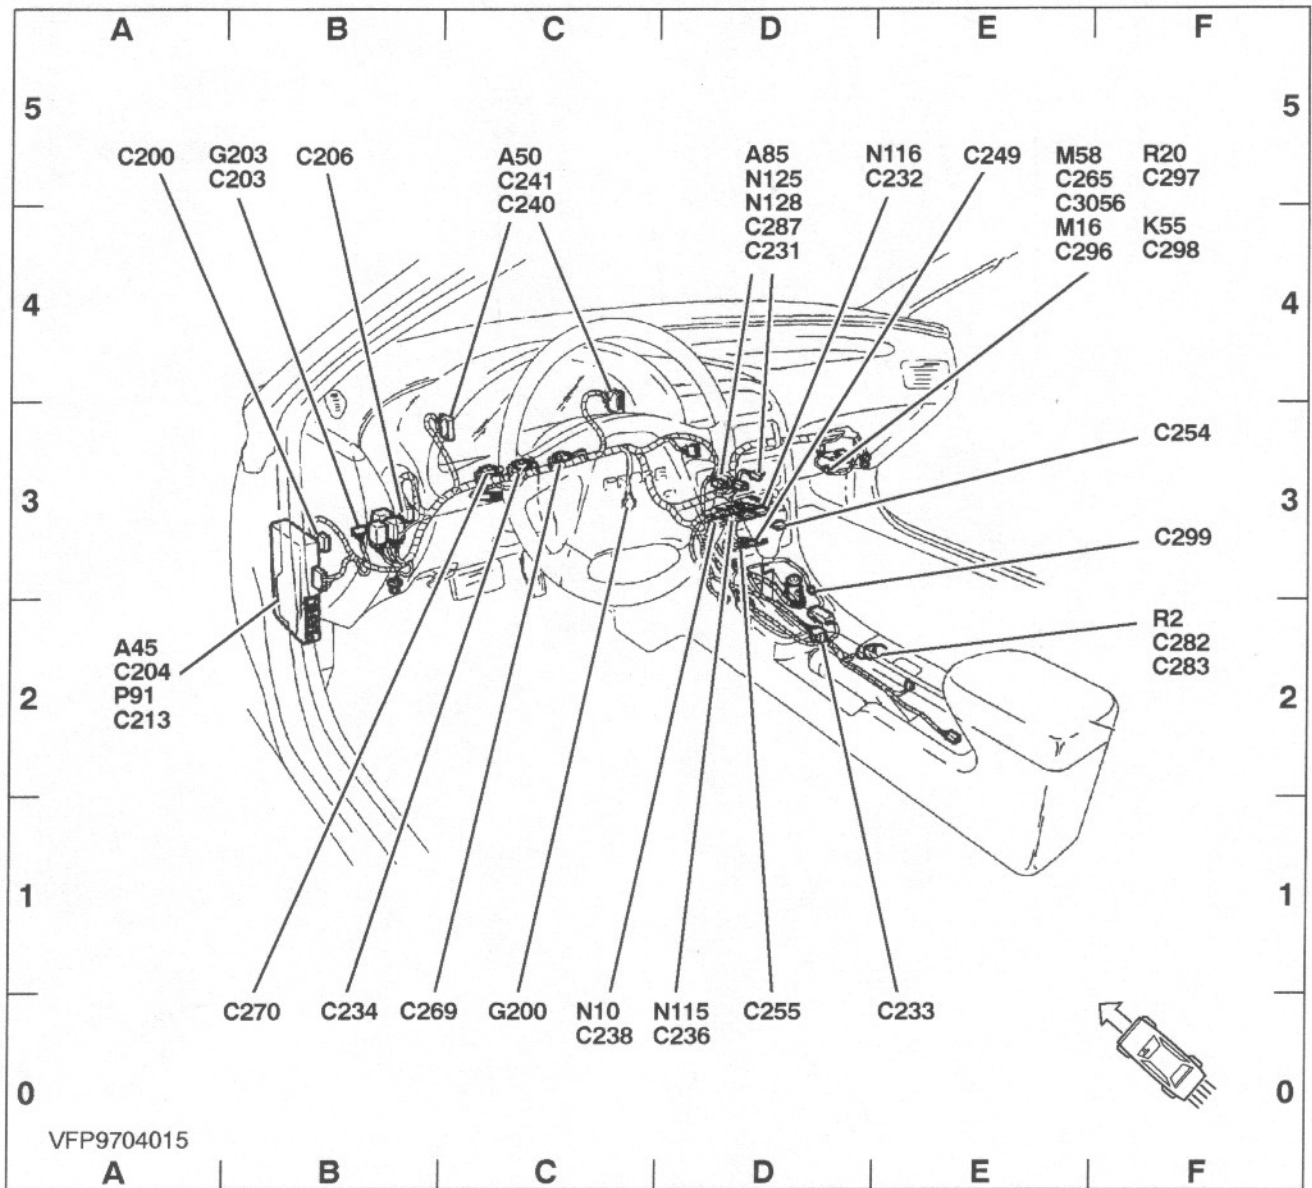 A B C D E F
5 5
C200 G203 C206 A50 A85 N116 C249 M58 R20
C203 C241 N125 C232 C265 C297
C240 N128 C3056
C287 M16 K55
C231 C296 C298
4 4
C254
3 3
C299
R2
A45 C282
C204 C283
P91
C213
2 2
1 1
C270 C234 C269 G200 N10 N115 C255 C233
C238 C236
0 0
VFP9704015
A B C D E F